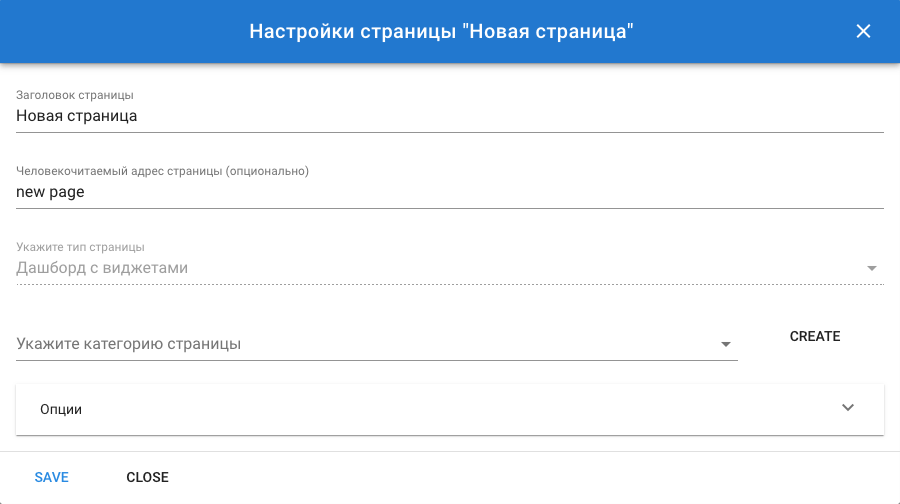 Настройки страницы "Новая страница"
Заголовок страницы
Новая страница
Человекочитаемый адрес страницы (опционально)
new page
Укажите тип страницы
Дашборд с виджетами
Укажите категорию страницы
CREATE
Опции
SAVE CLOSE